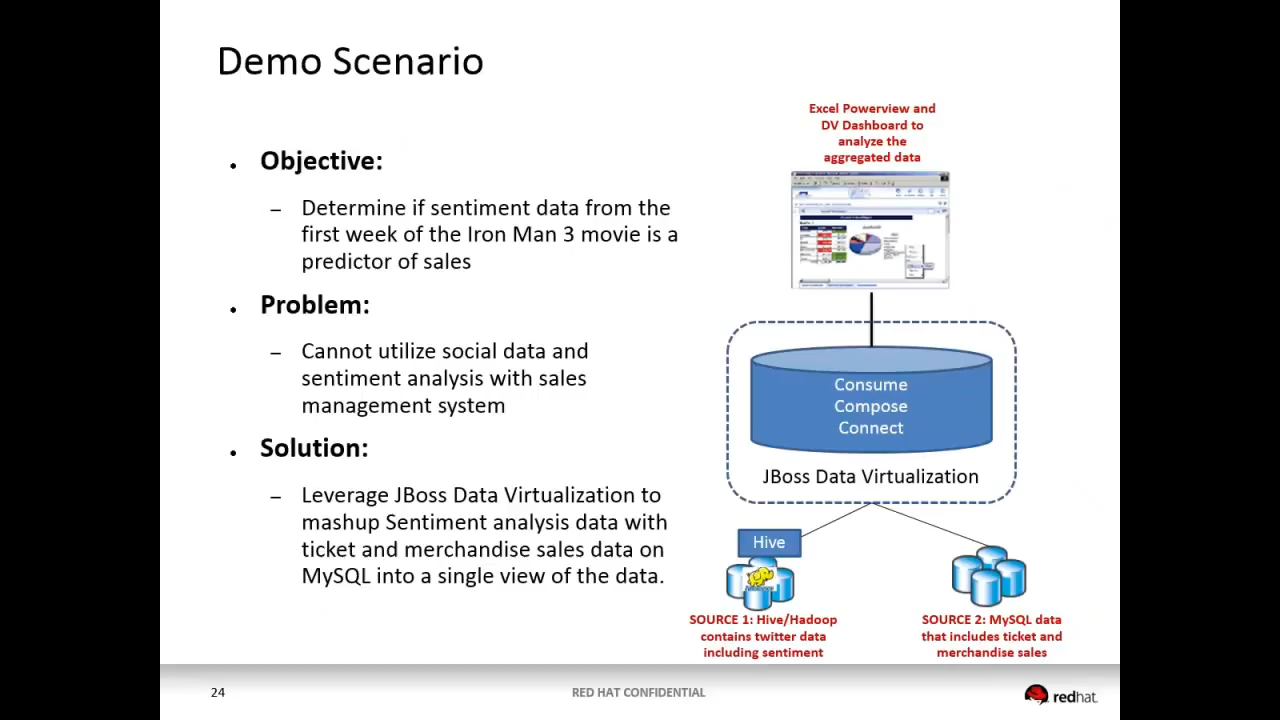 Demo Scenario
• Objective:
– Determine if sentiment data from the
first week of the Iron Man 3 movie is a
predictor of sales
• Problem:
– Cannot utilize social data and
sentiment analysis with sales
management system
• Solution:
– Leverage JBoss Data Virtualization to
mashup Sentiment analysis data with
ticket and merchandise sales data on
MySQL into a single view of the data.
Excel Powerview and
DV Dashboard to
analyze the
aggregated data
Consume
Compose
Connect
JBoss Data Virtualization
Hive
SOURCE 1: Hive/Hadoop
contains twitter data
including sentiment
SOURCE 2: MySQL data
that includes ticket and
merchandise sales
24
RED HAT CONFIDENTIAL
redhat.